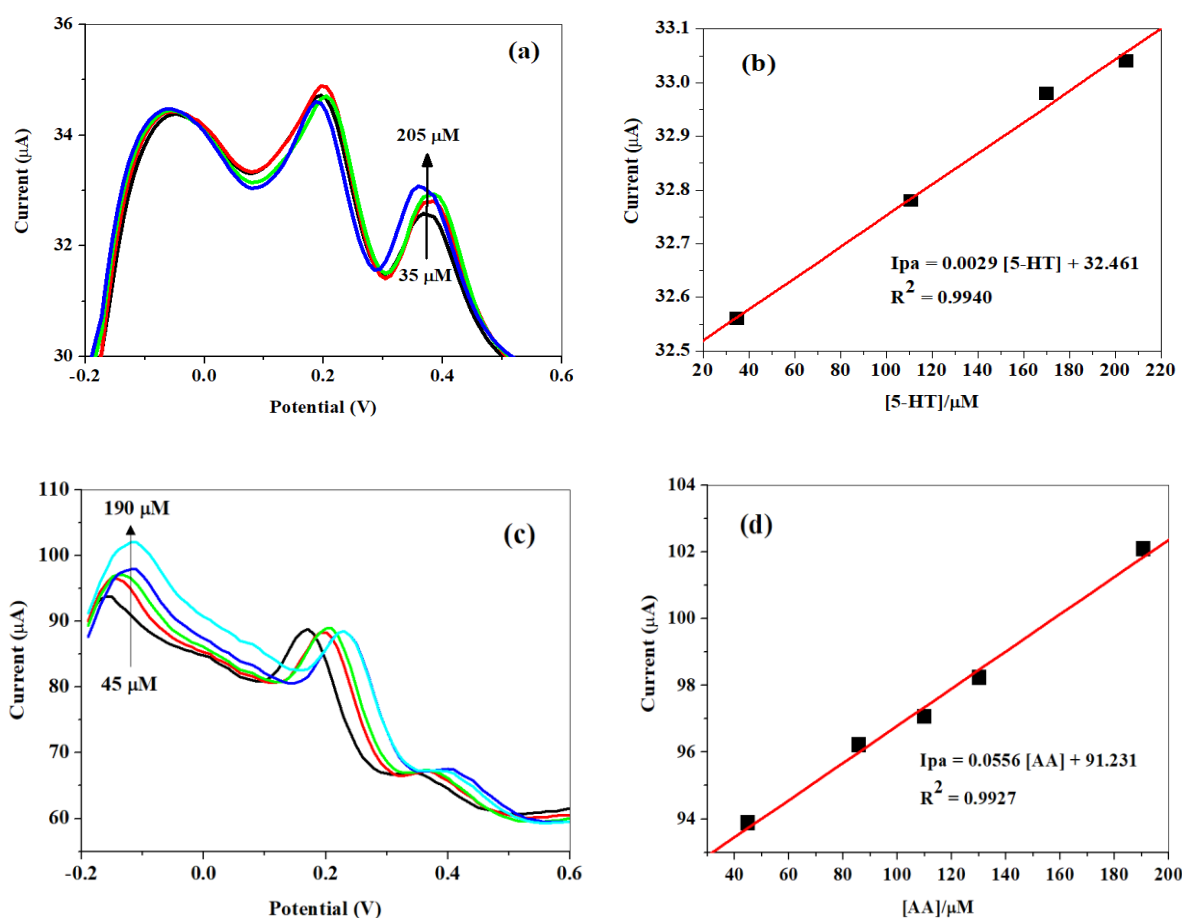 36
34
32
30
Current (μA)
(a)
205 μM
35 μM
-0.2 0.0 0.2 0.4 0.6
Potential (V)
33.1
33.0
32.9
32.8
32.7
32.6
32.5
Current (μA)
(b)
Ipa = 0.0029 [5-HT] + 32.461
R² = 0.9940
20 40 60 80 100 120 140 160 180 200 220
[5-HT]/μM
110
100
90
80
70
60
Current (μA)
190 μM
(c)
45 μM
-0.2 0.0 0.2 0.4 0.6
Potential (V)
104
102
100
98
96
94
93
Current (μA)
(d)
Ipa = 0.0556 [AA] + 91.231
R² = 0.9927
40 60 80 100 120 140 160 180 200
[AA]/μM